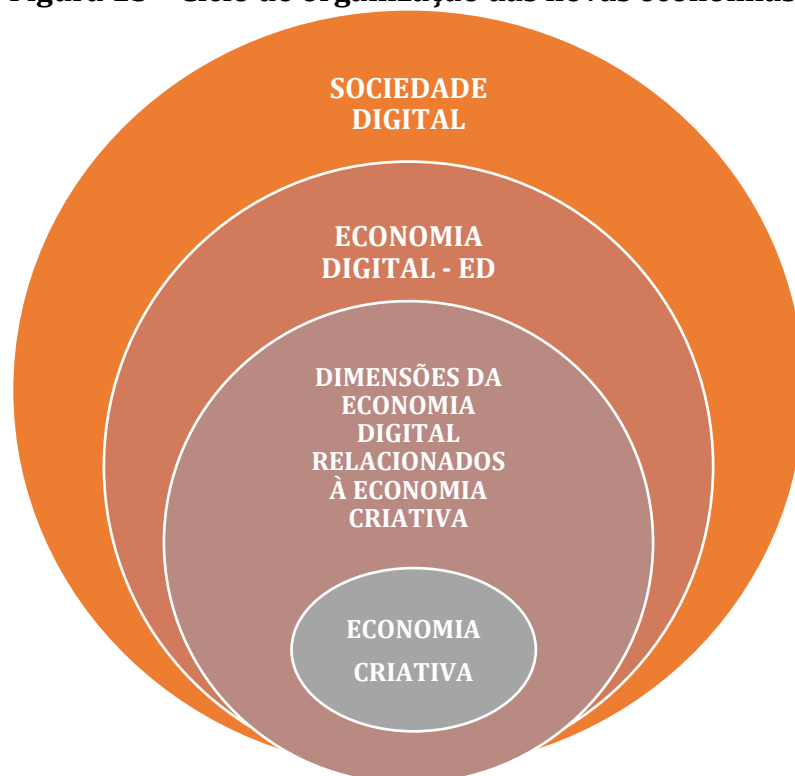 SOCIEDADE
DIGITAL
ECONOMIA
DIGITAL - ED
DIMENSÕES DA
ECONOMIA
DIGITAL
RELACIONADOS
À ECONOMIA
CRIATIVA
ECONOMIA
CRIATIVA